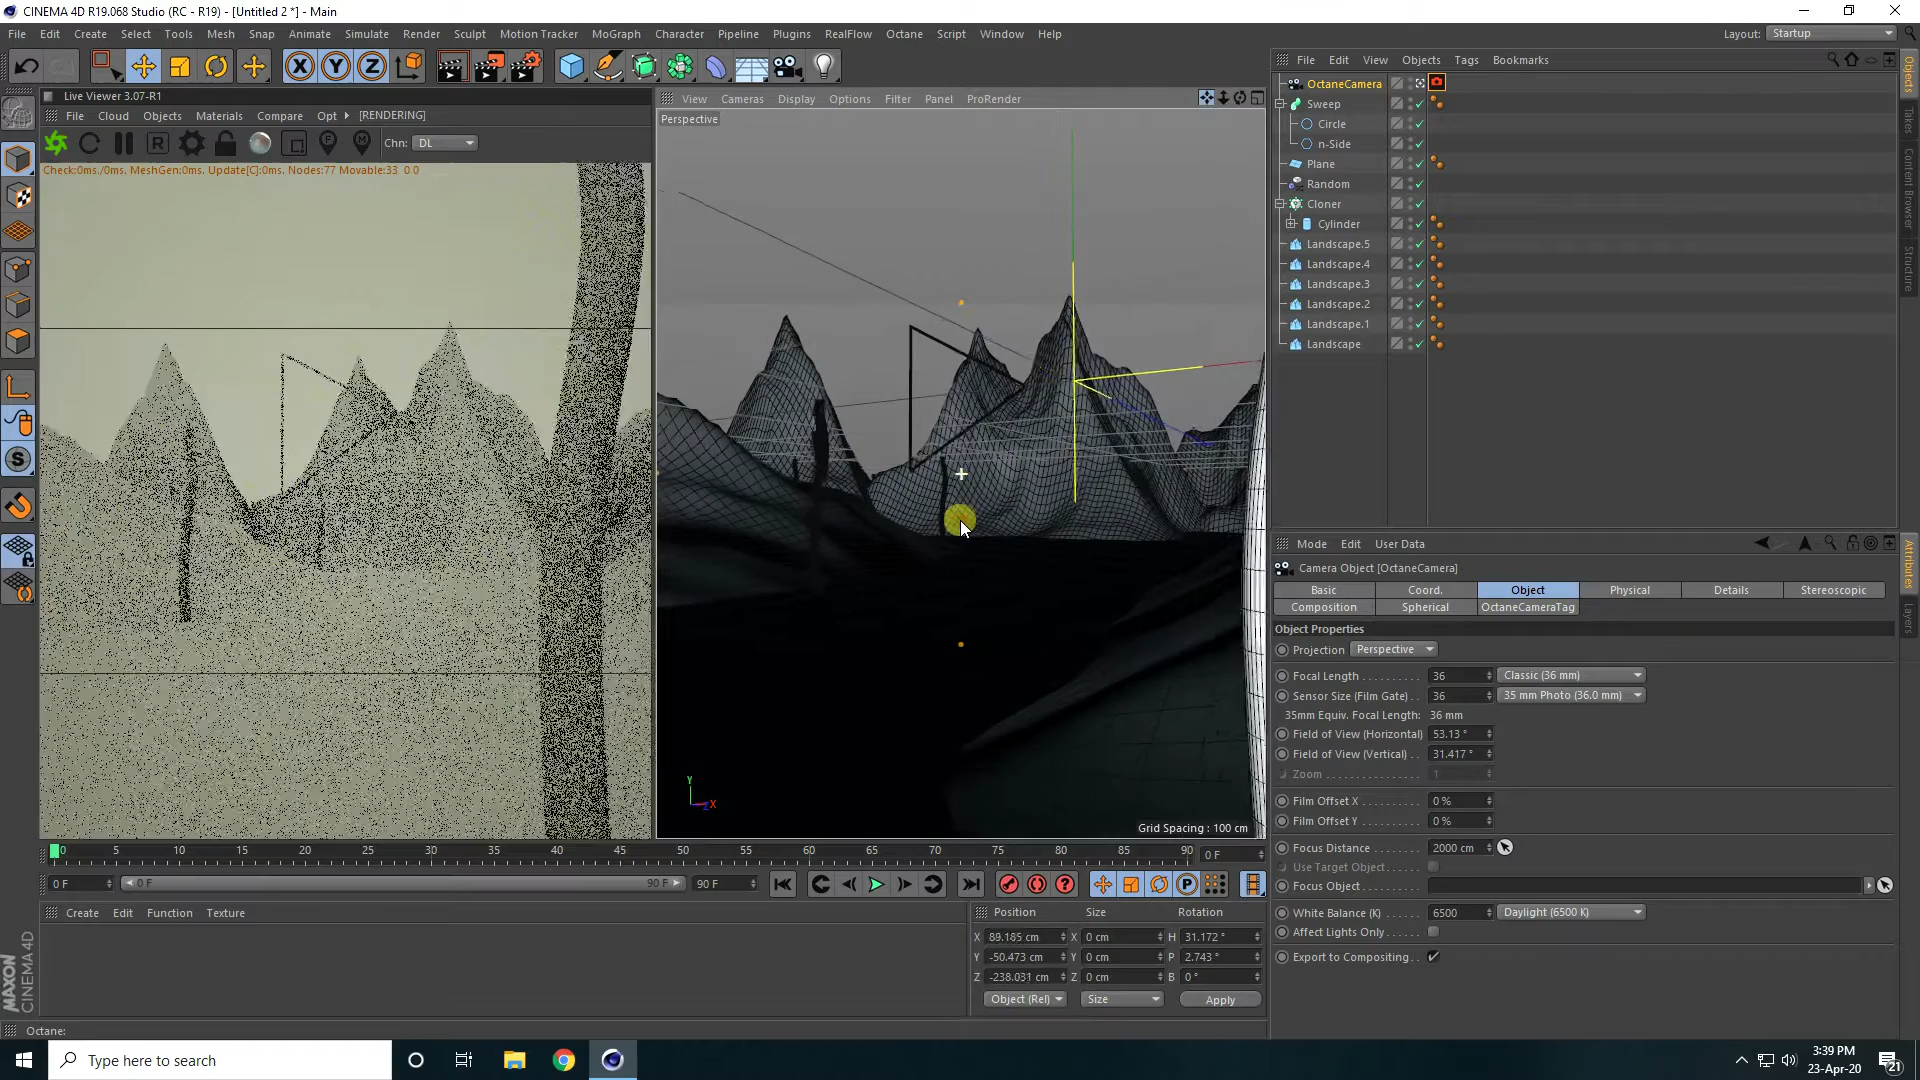 CINEMA 4D R19.068 Studio (RC - R19) - [Untitled 2 *] - Main
File Edit Create Select Tools Mesh Snap Animate Simulate Render Sculpt Motion Tracker MoGraph Character Pipeline Plugins RealFlow Octane Script Window Help
Layout: Startup
X Y Z
Live Viewer 3.07-R1
File Cloud Objects Materials Compare Opt [RENDERING]
R F M Chn: DL
Check:0ms./0ms. MeshGen:0ms. Update[C]:0ms. Nodes:77 Movable:33 0 0
View Cameras Display Options Filter Panel ProRender
Perspective
Y
X
Z
Grid Spacing : 100 cm
S
File Edit View Objects Tags Bookmarks
OctaneCamera
Sweep
Circle
n-Side
Plane
Random
Cloner
Cylinder
Landscape.5
Landscape.4
Landscape.3
Landscape.2
Landscape.1
Landscape
Objects
Takes
Content Browser
Structure
Mode Edit User Data
Camera Object [OctaneCamera]
Basic Coord. Object Physical Details Stereoscopic
Composition Spherical OctaneCameraTag
Object Properties
Projection Perspective
Focal Length . . . . . . . . . . 36 Classic (36 mm)
Sensor Size (Film Gate) . . 36 35 mm Photo (36.0 mm)
35mm Equiv. Focal Length: 36 mm
Field of View (Horizontal) 53.13 °
Field of View (Vertical) . . 31.417 °
Zoom . . . . . . . . . . . . . . . . 1
Film Offset X . . . . . . . . . . 0 %
Film Offset Y . . . . . . . . . . 0 %
Focus Distance . . . . . . . . 2000 cm
Use Target Object. . . . . . .
Focus Object . . . . . . . . . .
White Balance (K) . . . . . . 6500 Daylight (6500 K)
Affect Lights Only . . . . . .
Export to Compositing. .
Attributes
Layers
0 5 10 15 20 25 30 35 40 45 50 55 60 65 70 75 80 85 90 0 F
0 F 0 F 90 F 90 F
P
Create Edit Function Texture
Position Size Rotation
X 89.185 cm X 0 cm H 31.172 °
Y -50.473 cm Y 0 cm P 2.743 °
Z -238.031 cm Z 0 cm B 0 °
Object (Rel) Size Apply
MAXON
CINEMA 4D
Octane:
Type here to search
3:39 PM
23-Apr-20
21